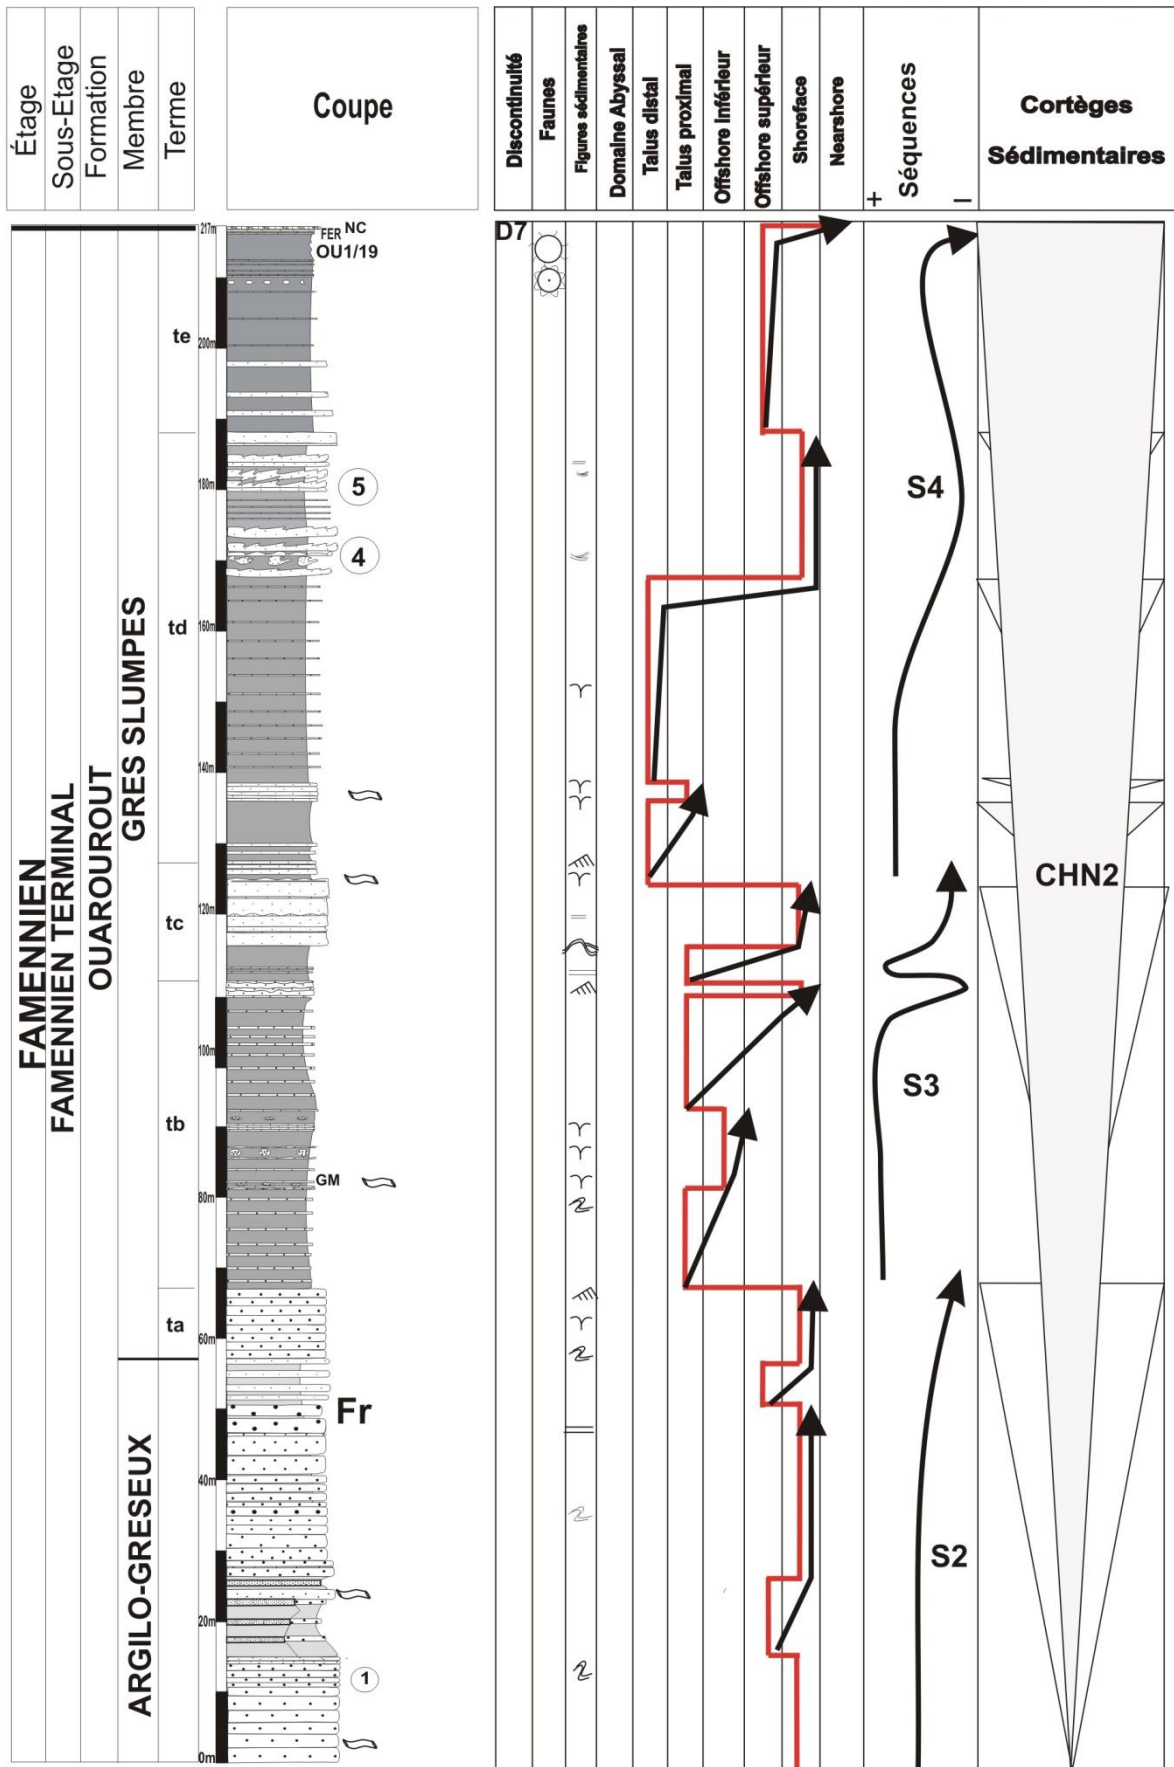 Étage
Sous-Etage
Formation
Membre
Terme
Coupe
Discontinuité
Faunes
Figures sédimentaires
Domaine Abyssal
Talus distal
Talus proximal
Offshore inférieur
Offshore supérieur
Shoreface
Nearshore
Séquences
+
–
Cortèges
Sédimentaires
217m
FER NC
OU1/19
D7
te
200m
180m
5
4
S4
td
160m
140m
GRES SLUMPES
OUAROUROUT
FAMENNIEN TERMINAL
FAMENNIEN
CHN2
tc
120m
100m
S3
tb
GM
80m
ta
60m
Fr
ARGILO-GRESEUX
40m
S2
20m
1
0m